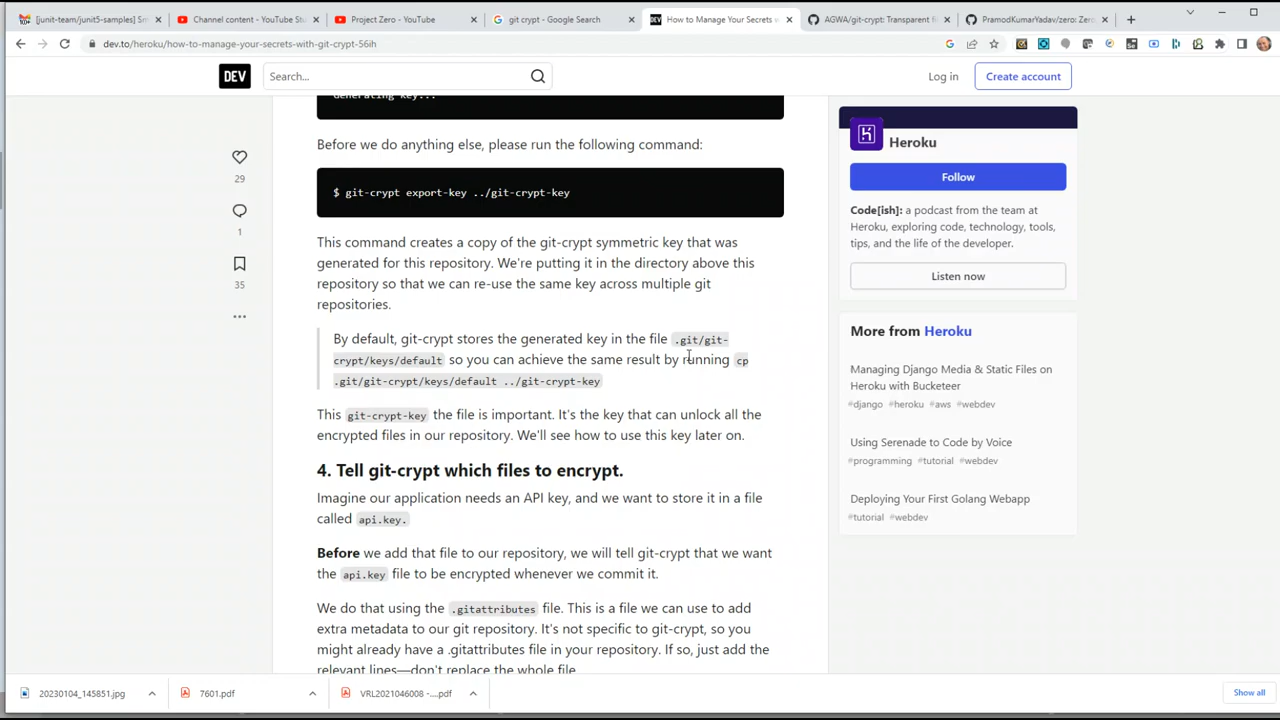 [junit-team/junit5-samples] Sm
Channel content - YouTube Stu
Project Zero - YouTube
git crypt - Google Search
How to Manage Your Secrets w
AGWA/git-crypt: Transparent fi
PramodKumarYadav/zero: Zero
dev.to/heroku/how-to-manage-your-secrets-with-git-crypt-56ih
DEV
Search...
Log in
Create account
Generating key...
Before we do anything else, please run the following command:
$ git-crypt export-key ../git-crypt-key
This command creates a copy of the git-crypt symmetric key that was
generated for this repository. We're putting it in the directory above this
repository so that we can re-use the same key across multiple git
repositories.
By default, git-crypt stores the generated key in the file .git/git-
crypt/keys/default so you can achieve the same result by running cp
.git/git-crypt/keys/default ../git-crypt-key
This git-crypt-key the file is important. It's the key that can unlock all the
encrypted files in our repository. We'll see how to use this key later on.
4. Tell git-crypt which files to encrypt.
Imagine our application needs an API key, and we want to store it in a file
called api.key.
Before we add that file to our repository, we will tell git-crypt that we want
the api.key file to be encrypted whenever we commit it.
We do that using the .gitattributes file. This is a file we can use to add
extra metadata to our git repository. It's not specific to git-crypt, so you
might already have a .gitattributes file in your repository. If so, just add the
relevant lines—don't replace the whole file.
29
1
35
Heroku
Follow
Code[ish]: a podcast from the team at
Heroku, exploring code, technology, tools,
tips, and the life of the developer.
Listen now
More from Heroku
Managing Django Media & Static Files on
Heroku with Bucketeer
#django #heroku #aws #webdev
Using Serenade to Code by Voice
#programming #tutorial #webdev
Deploying Your First Golang Webapp
#tutorial #webdev
20230104_145851.jpg
7601.pdf
VRL2021046008 -....pdf
Show all